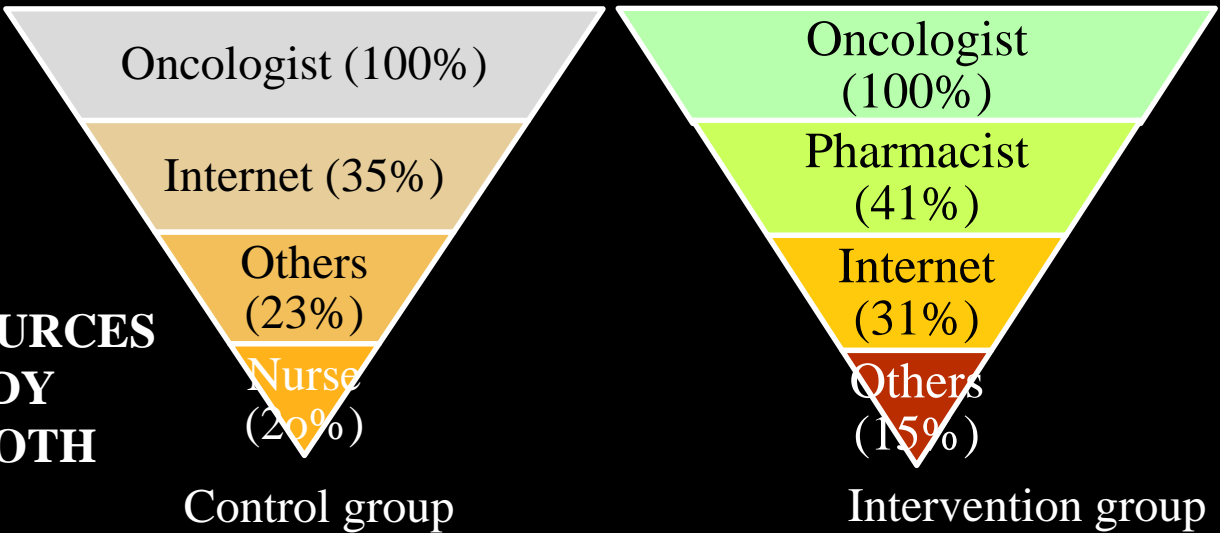 Oncologist (100%)
Internet (35%)
Others
(23%)
Nurse
(2o%)
Control group
Oncologist
(100%)
Pharmacist
(41%)
Internet
(31%)
Others
(15%)
Intervention group
URCES
DY
OTH